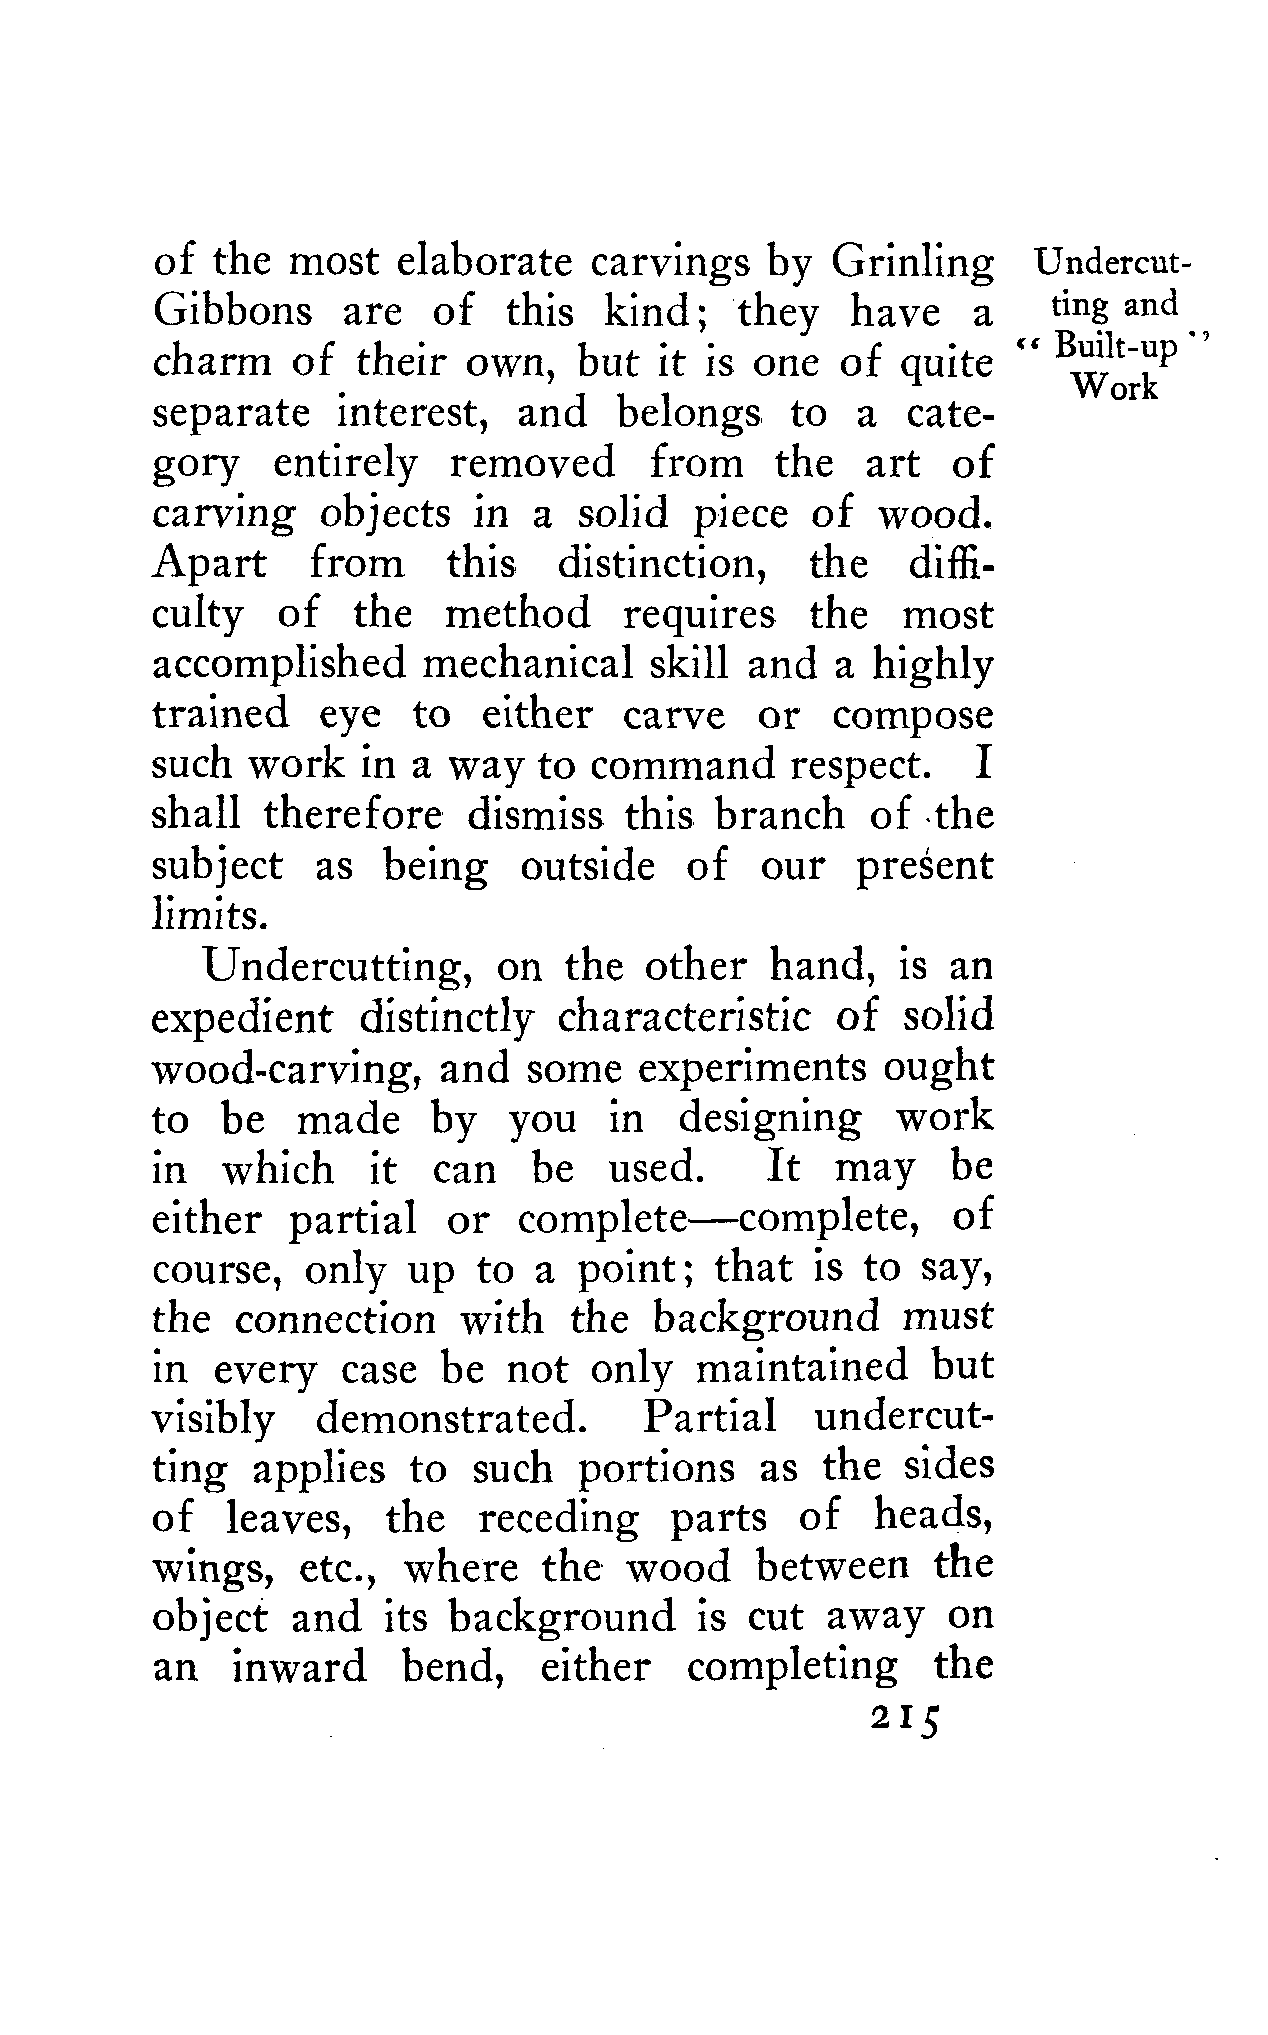 of the most elaborate carvings by Grinling
Gibbons are of this kind; they have a
charm of their own, but it is one of quite
separate interest, and belongs to a cate-
gory entirely removed from the art of
carving objects in a solid piece of wood.
Apart from this distinction, the diffi-
culty of the method requires the most
accomplished mechanical skill and a highly
trained eye to either carve or compose
such work in a way to command respect. I
shall therefore dismiss this branch of the
subject as being outside of our present
limits.
Undercutting, on the other hand, is an
expedient distinctly characteristic of solid
wood-carving, and some experiments ought
to be made by you in designing work
in which it can be used. It may be
either partial or complete—complete, of
course, only up to a point; that is to say,
the connection with the background must
in every case be not only maintained but
visibly demonstrated. Partial undercut-
ting applies to such portions as the sides
of leaves, the receding parts of heads,
wings, etc., where the wood between the
object and its background is cut away on
an inward bend, either completing the
Undercut-
ting and
"Built-up"
Work
215